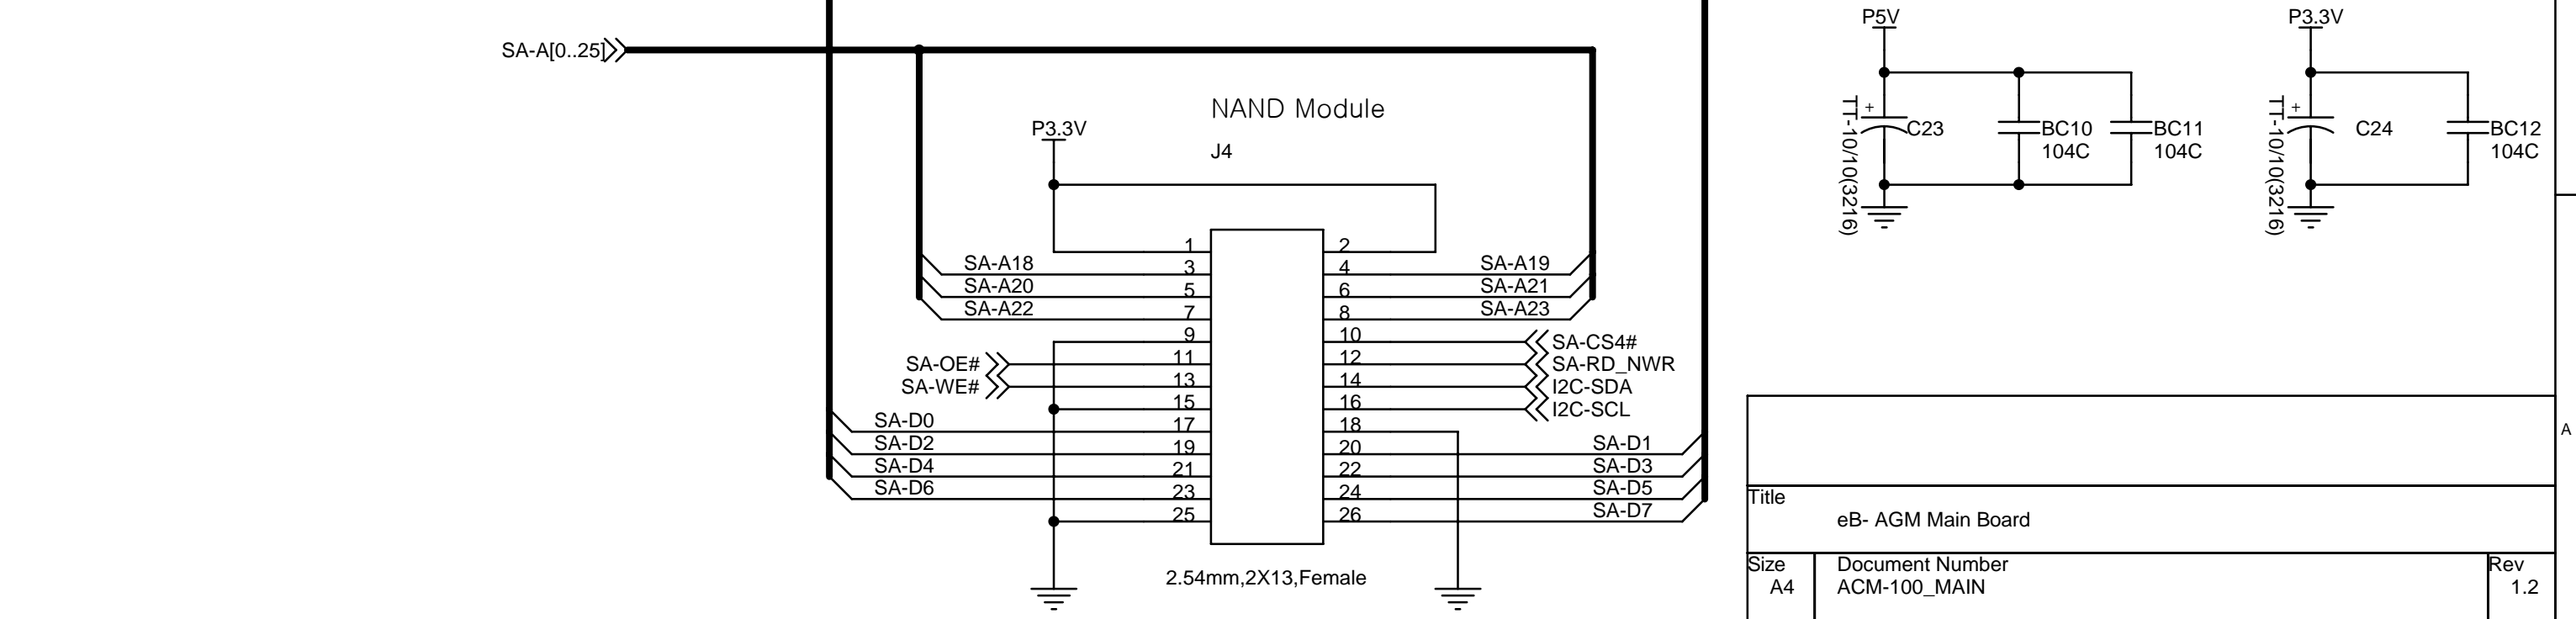 SA-A[0..25]
NAND Module
J4
P3.3V
1 2
SA-A18 3 4 SA-A19
SA-A20 5 6 SA-A21
SA-A22 7 8 SA-A23
9 10 SA-CS4#
SA-OE# 11 12 SA-RD_NWR
SA-WE# 13 14 I2C-SDA
15 16 I2C-SCL
SA-D0 17 18
SA-D2 19 20 SA-D1
SA-D4 21 22 SA-D3
SA-D6 23 24 SA-D5
25 26 SA-D7
2.54mm,2X13,Female
P5V
+
TT-10/10(3216)
C23
BC10
104C
BC11
104C
P3.3V
+
TT-10/10(3216)
C24
BC12
104C
A
Title
eB- AGM Main Board
Size
A4
Document Number
ACM-100_MAIN
Rev
1.2